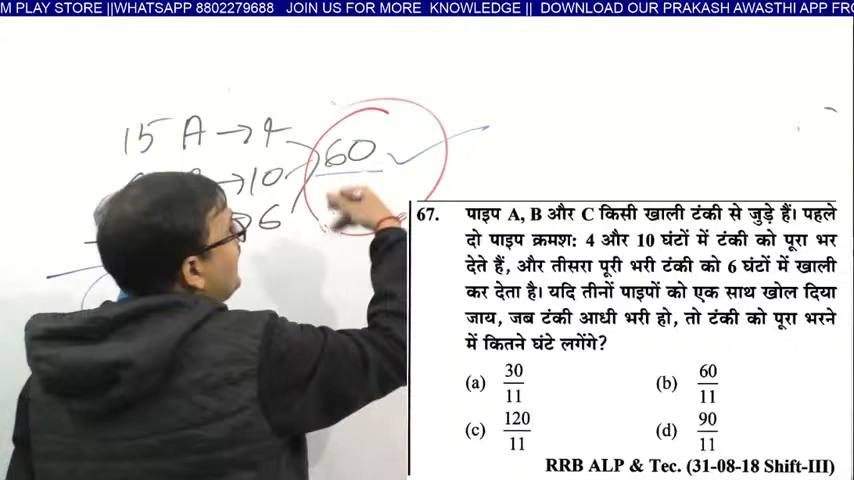 M PLAY STORE ||WHATSAPP 8802279688 JOIN US FOR MORE KNOWLEDGE || DOWNLOAD OUR PRAKASH AWASTHI APP FRO
15 A → 4
60
→ 10
6
67. पाइप A, B और C किसी खाली टंकी से जुड़े हैं। पहले
दो पाइप क्रमश: 4 और 10 घंटों में टंकी को पूरा भर
देते हैं, और तीसरा पूरी भरी टंकी को 6 घंटों में खाली
कर देता है। यदि तीनों पाइपों को एक साथ खोल दिया
जाय, जब टंकी आधी भरी हो, तो टंकी को पूरा भरने
में कितने घंटे लगेंगे?
(a) 30/11 (b) 60/11
(c) 120/11 (d) 90/11
RRB ALP & Tec. (31-08-18 Shift-III)